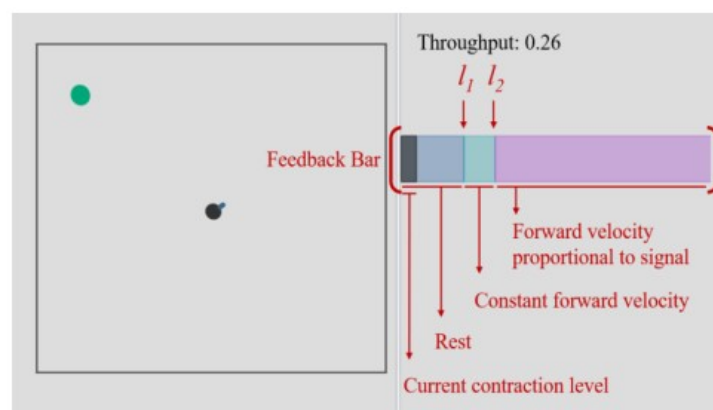 Throughput: 0.26
l1 l2
Feedback Bar
Forward velocity
proportional to signal
Constant forward velocity
Rest
Current contraction level